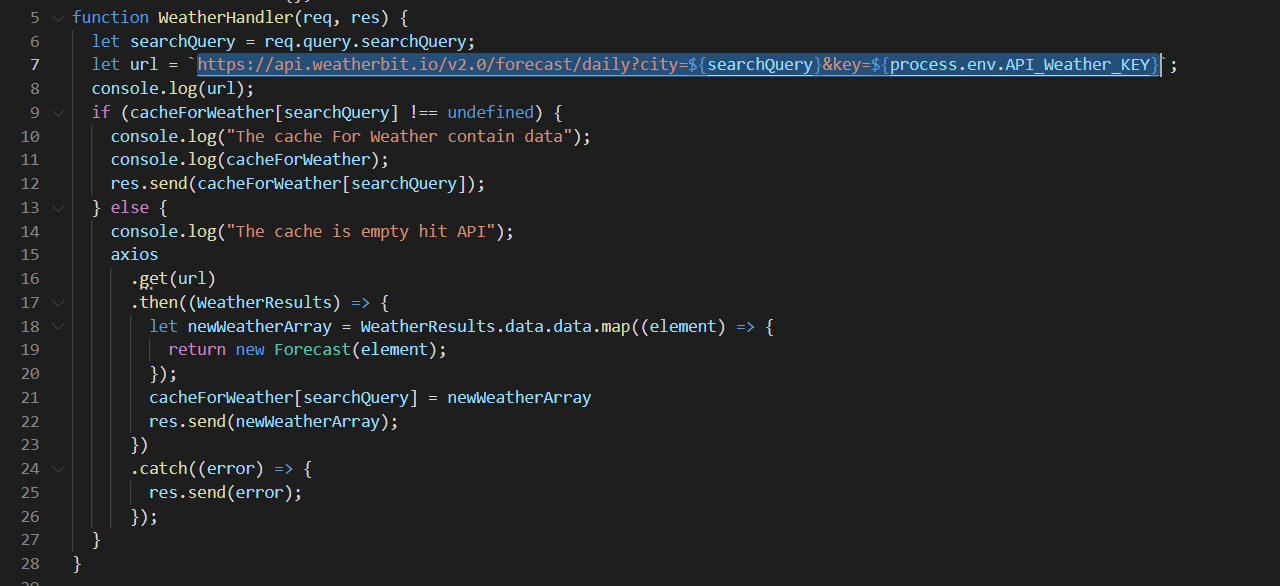 5 function WeatherHandler(req, res) {
6 let searchQuery = req.query.searchQuery;
7 let url = `https://api.weatherbit.io/v2.0/forecast/daily?city=${searchQuery}&key=${process.env.API_Weather_KEY}`;
8 console.log(url);
9 if (cacheForWeather[searchQuery] !== undefined) {
10 console.log("The cache For Weather contain data");
11 console.log(cacheForWeather);
12 res.send(cacheForWeather[searchQuery]);
13 } else {
14 console.log("The cache is empty hit API");
15 axios
16 .get(url)
17 .then((WeatherResults) => {
18 let newWeatherArray = WeatherResults.data.data.map((element) => {
19 return new Forecast(element);
20 });
21 cacheForWeather[searchQuery] = newWeatherArray
22 res.send(newWeatherArray);
23 })
24 .catch((error) => {
25 res.send(error);
26 });
27 }
28 }